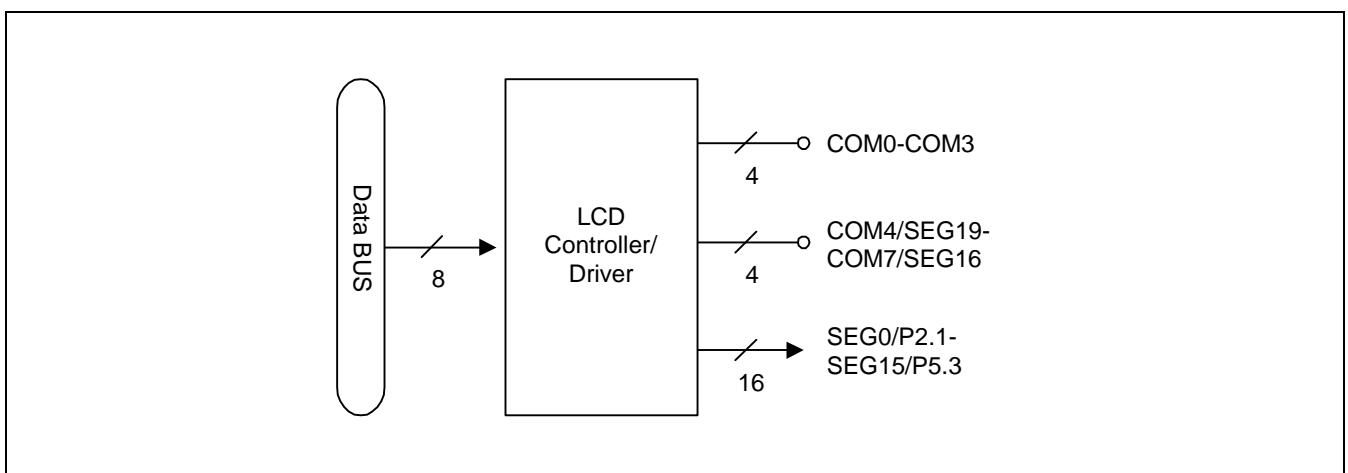 Data BUS
8
LCD
Controller/
Driver
4
COM0-COM3
4
COM4/SEG19-
COM7/SEG16
16
SEG0/P2.1-
SEG15/P5.3